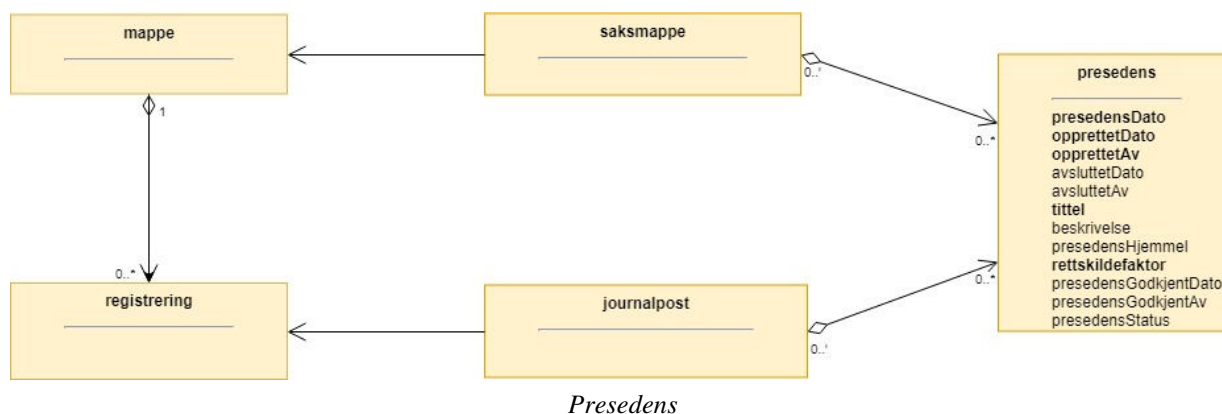 mappe
saksmappe
presedens
presedensDato
opprettetDato
opprettetAv
avsluttetDato
avsluttetAv
tittel
beskrivelse
presedensHjemmel
rettskildefaktor
presedensGodkjentDato
presedensGodkjentAv
presedensStatus
1
0..'
0..*
0..*
registrering
journalpost
0..'
0..*
Presedens